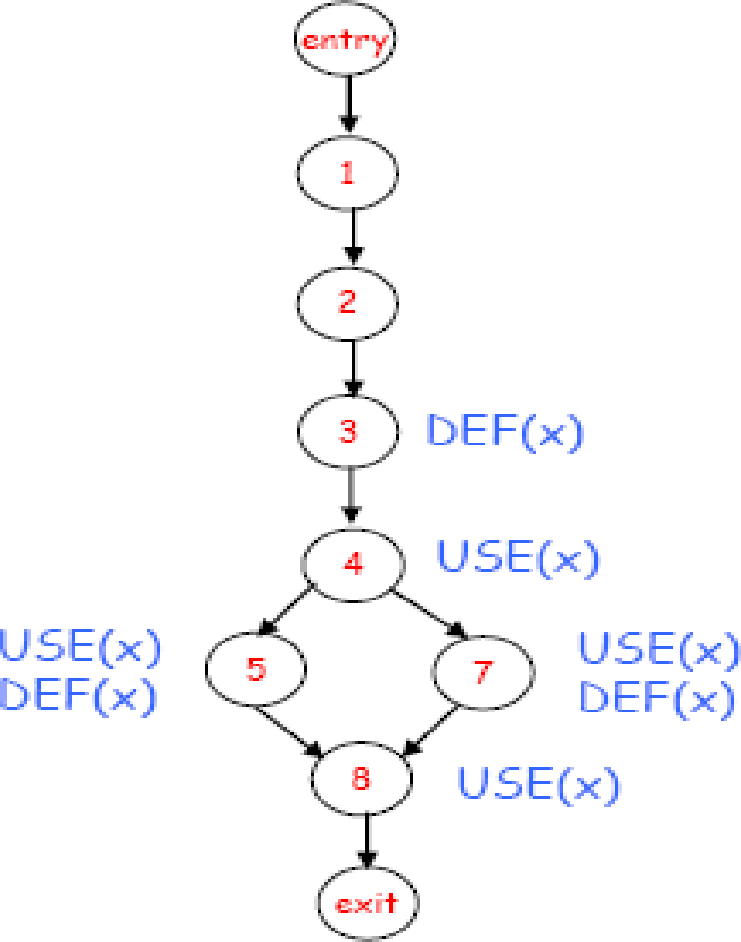 entry
1
2
3 DEF(x)
4 USE(x)
USE(x)
DEF(x)
5
7
USE(x)
DEF(x)
8 USE(x)
exit